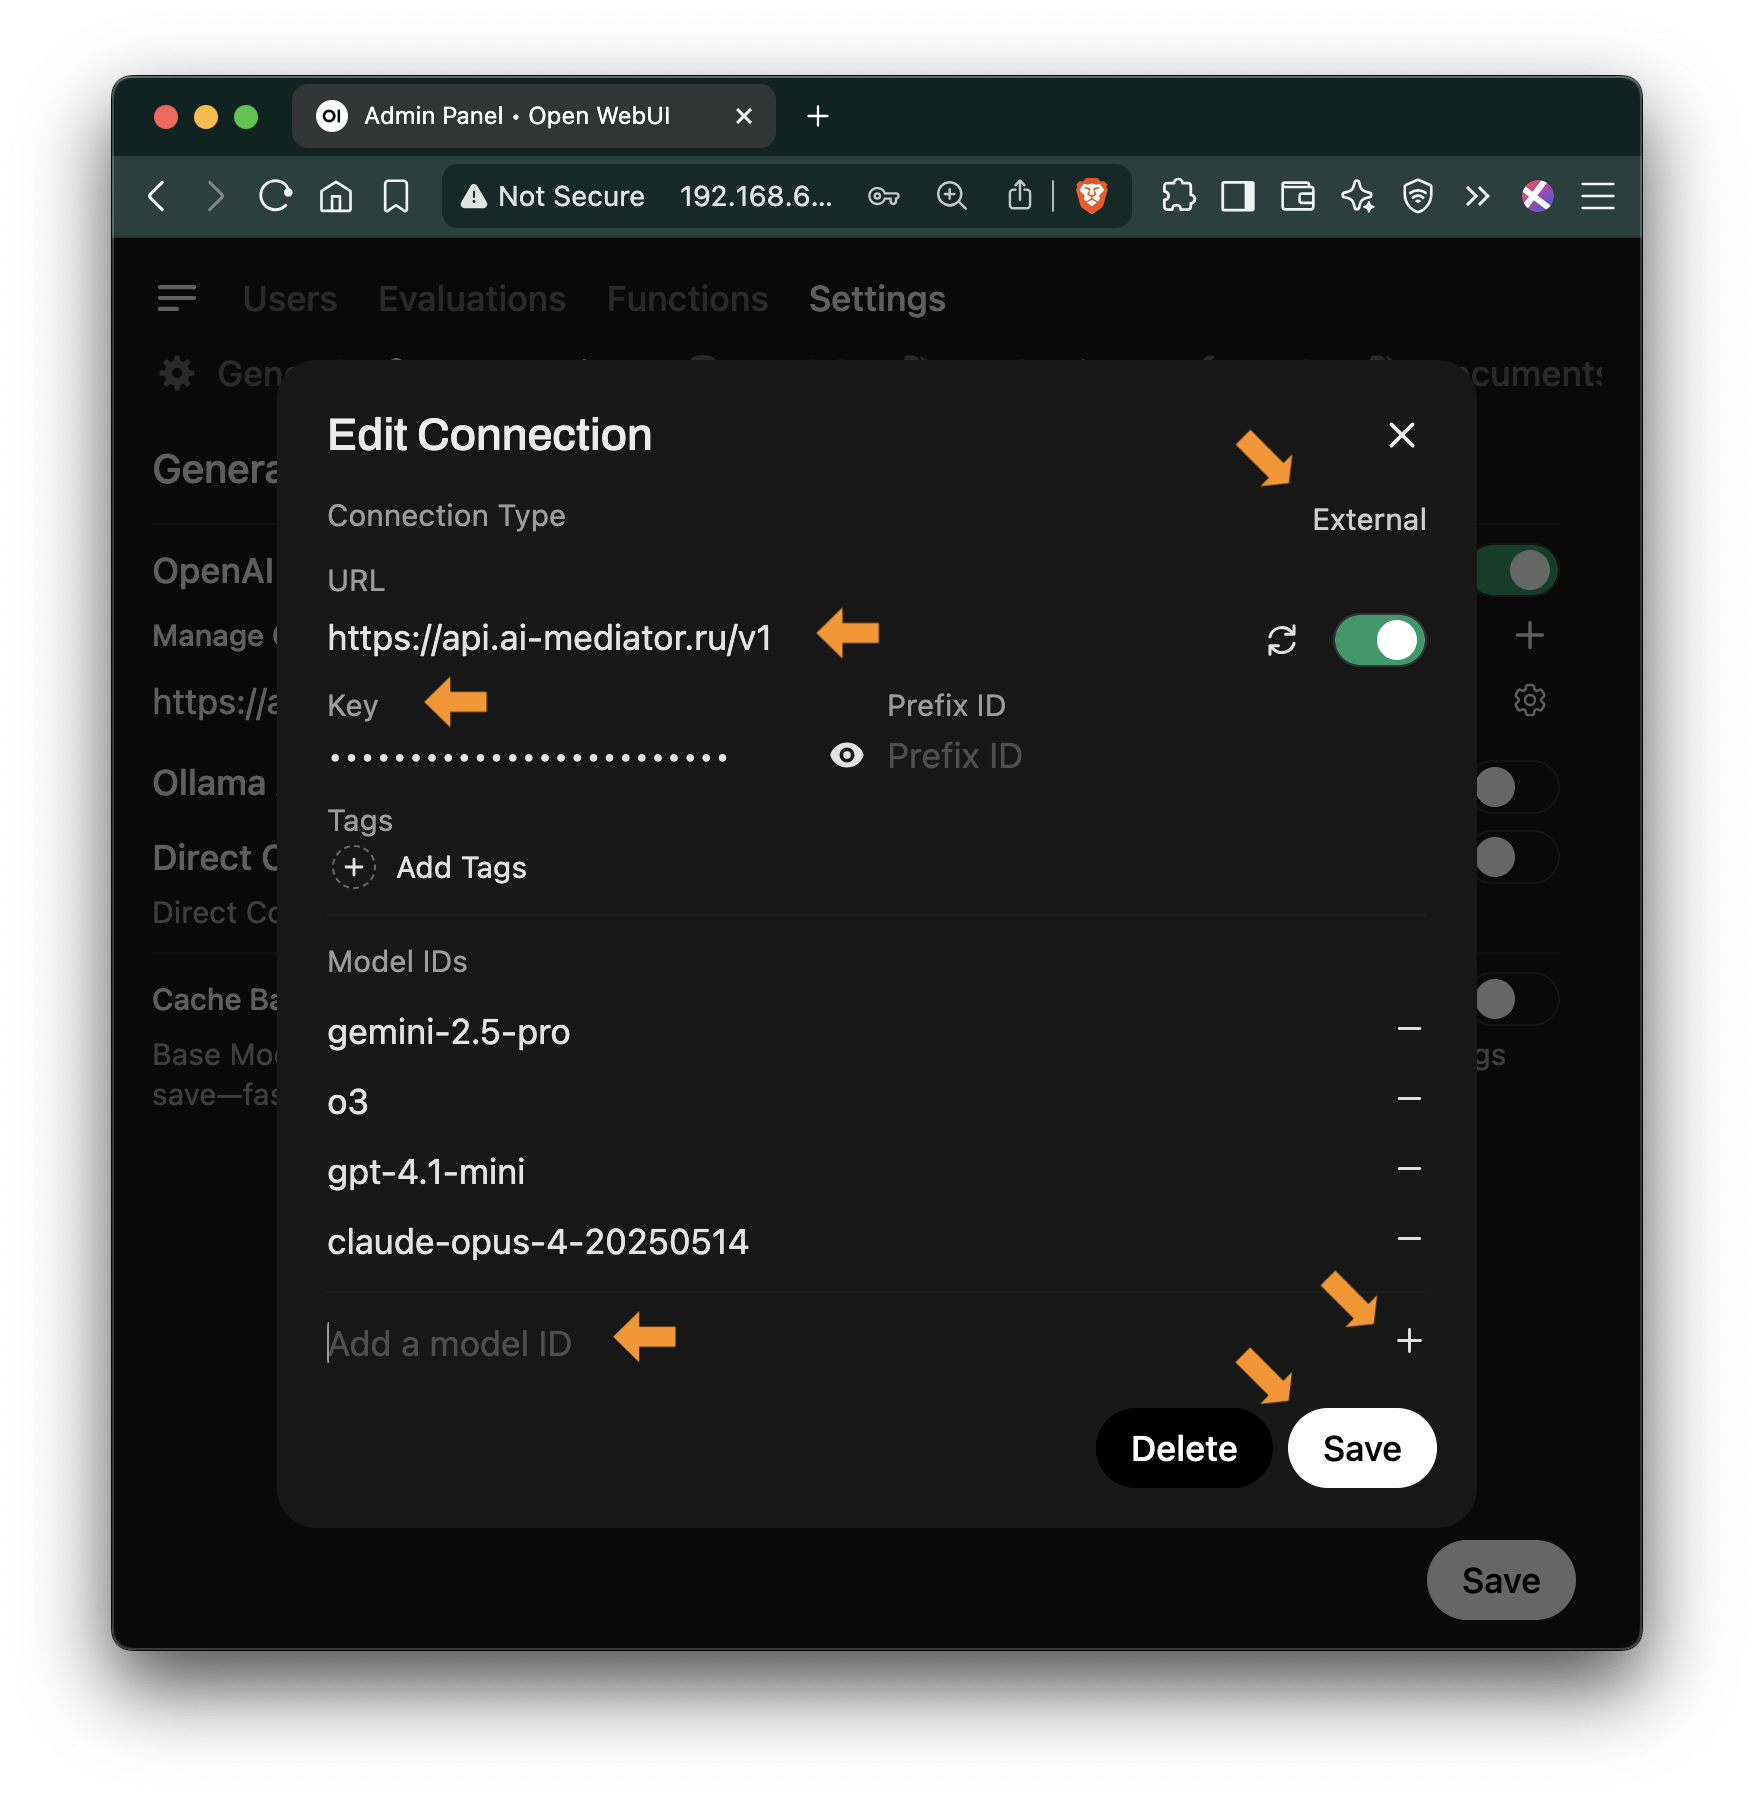 Admin Panel • Open WebUI
Not Secure 192.168.6...
Users Evaluations Functions Settings
Edit Connection
Connection Type
External
URL
https://api.ai-mediator.ru/v1
Key
Prefix ID
Prefix ID
Tags
Add Tags
Model IDs
gemini-2.5-pro
o3
gpt-4.1-mini
claude-opus-4-20250514
Add a model ID
Delete Save
OpenAI
Manage
https://a
Ollama
Direct C
Direct Co
Cache Ba
Base Mo
save—fas
gs
Save